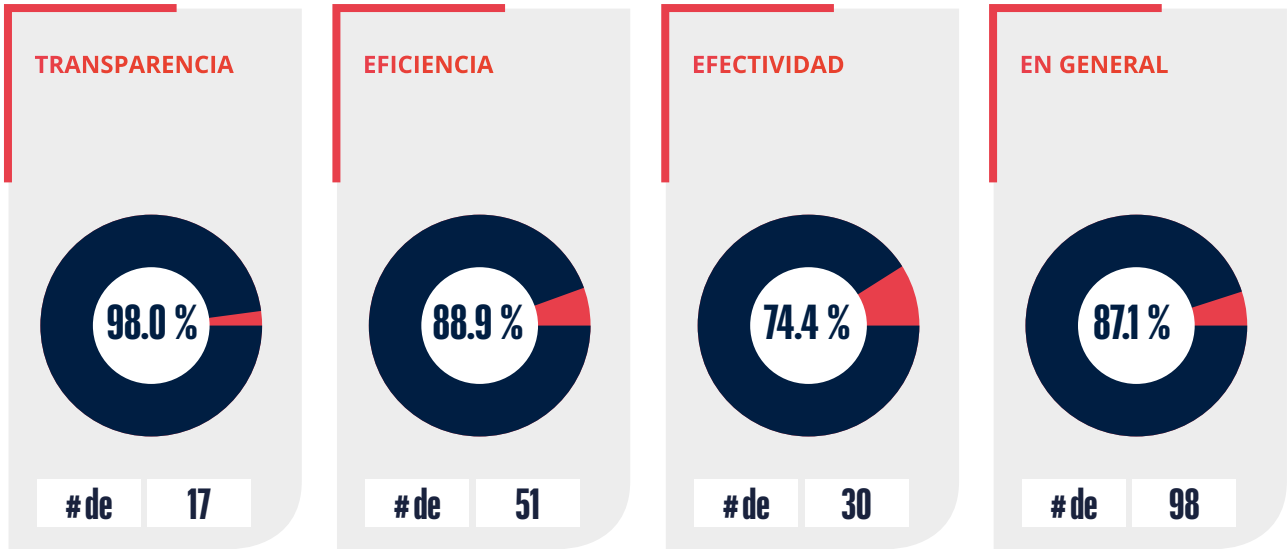 TRANSPARENCIA
98.0 %
# de 17
EFICIENCIA
88.9 %
# de 51
EFECTIVIDAD
74.4 %
# de 30
EN GENERAL
87.1 %
# de 98